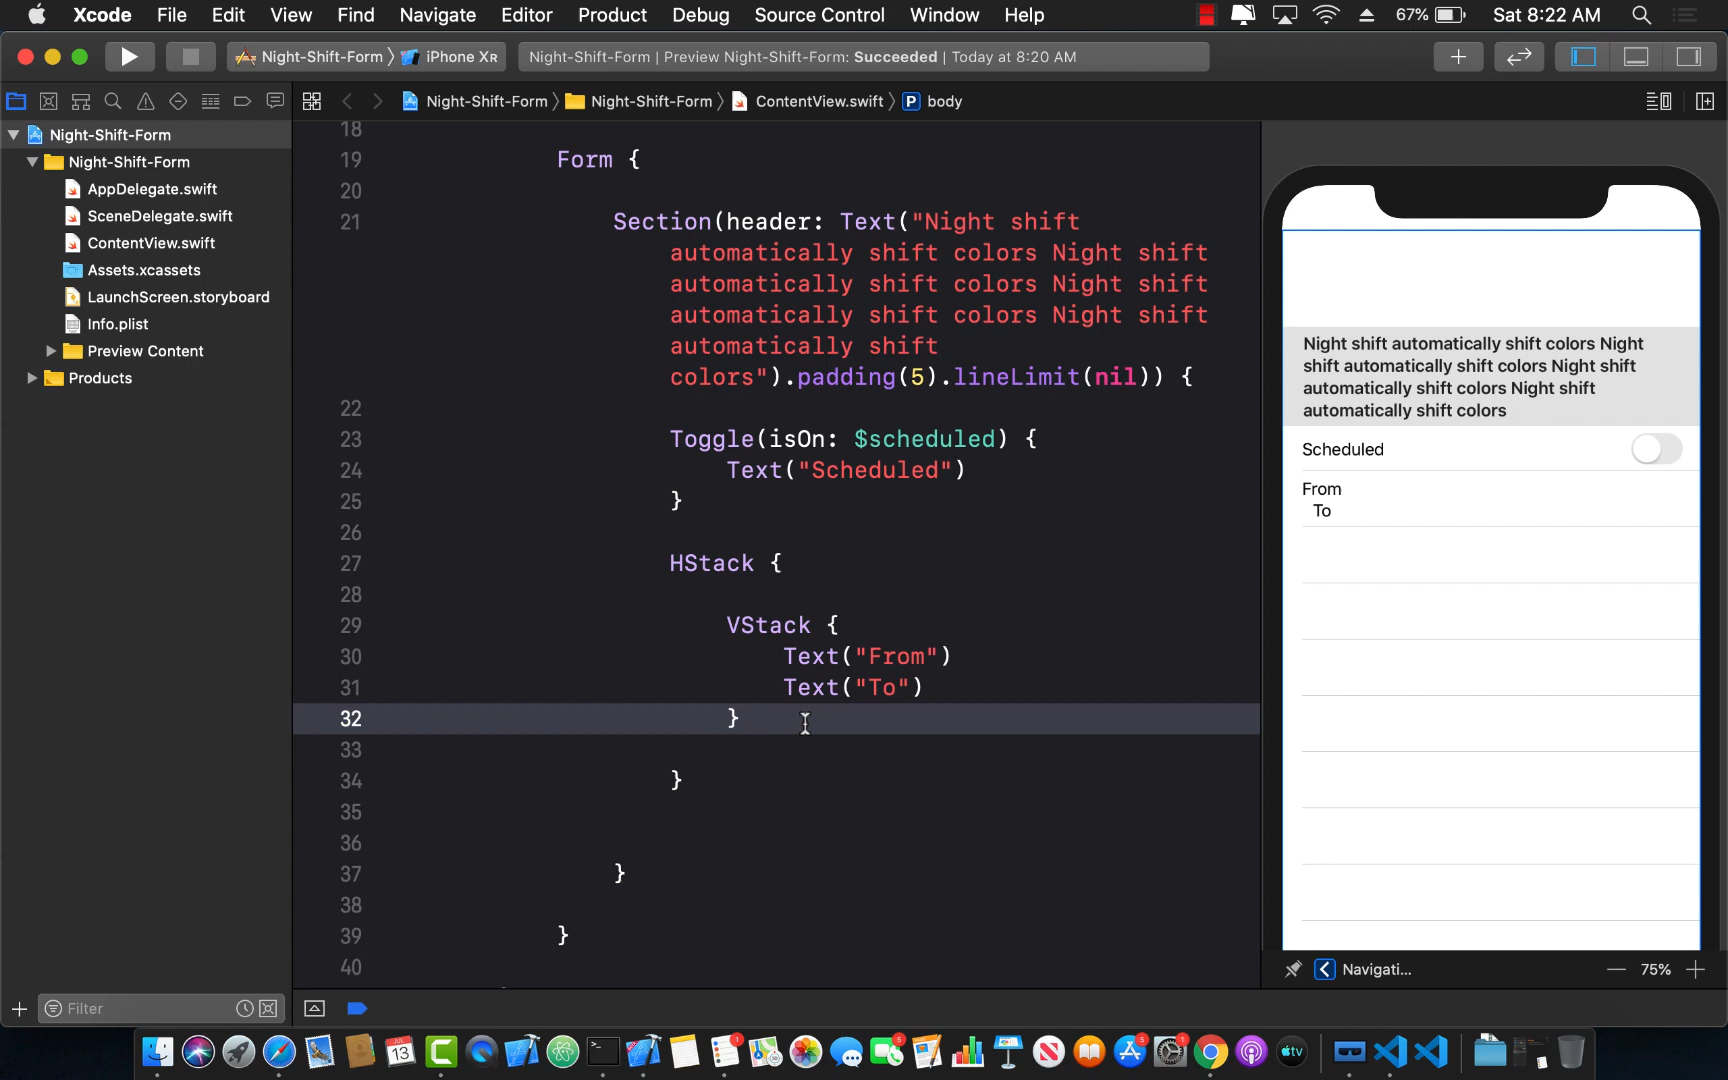 Xcode File Edit View Find Navigate Editor Product Debug Source Control Window Help 67% Sat 8:22 AM
Night-Shift-Form iPhone XR Night-Shift-Form | Preview Night-Shift-Form: Succeeded | Today at 8:20 AM
Night-Shift-Form Night-Shift-Form ContentView.swift P body
Night-Shift-Form
Night-Shift-Form
AppDelegate.swift
SceneDelegate.swift
ContentView.swift
Assets.xcassets
LaunchScreen.storyboard
Info.plist
Preview Content
Products
Filter
18
19 Form {
20
21 Section(header: Text("Night shift
automatically shift colors Night shift
automatically shift colors Night shift
automatically shift colors Night shift
automatically shift
colors").padding(5).lineLimit(nil)) {
22
23 Toggle(isOn: $scheduled) {
24 Text("Scheduled")
25 }
26
27 HStack {
28
29 VStack {
30 Text("From")
31 Text("To")
32 }
33
34 }
35
36
37 }
38
39 }
40
Night shift automatically shift colors Night
shift automatically shift colors Night shift
automatically shift colors Night shift
automatically shift colors
Scheduled
From
To
Navigati... 75%
13
1
5
5
1
tv